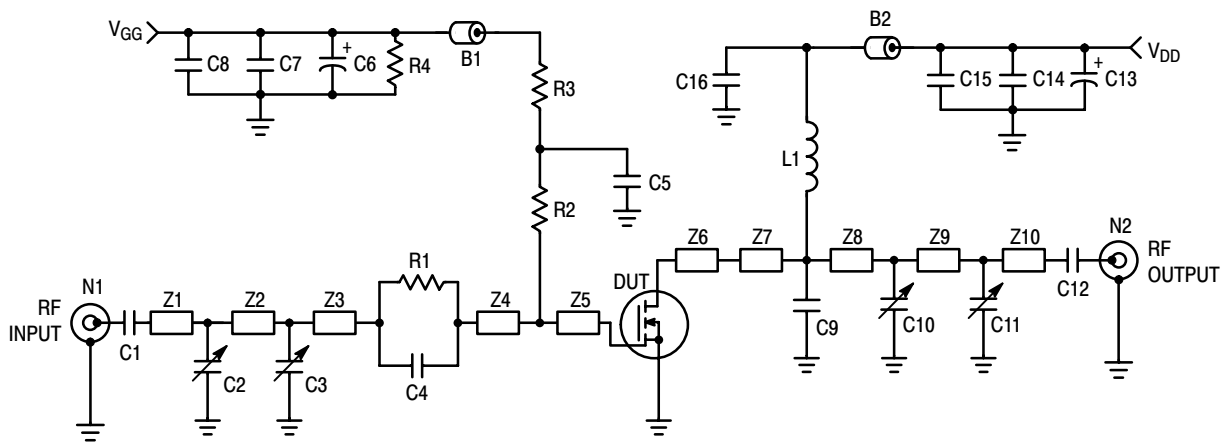 VGG
C8
C7
+
C6
R4
B1
R3
C5
R2
B2
C16
C15
C14
+
C13
VDD
L1
N1
RF
INPUT
C1
Z1
Z2
Z3
C2
C3
R1
C4
Z4
Z5
DUT
Z6
Z7
Z8
Z9
Z10
C9
C10
C11
C12
N2
RF
OUTPUT